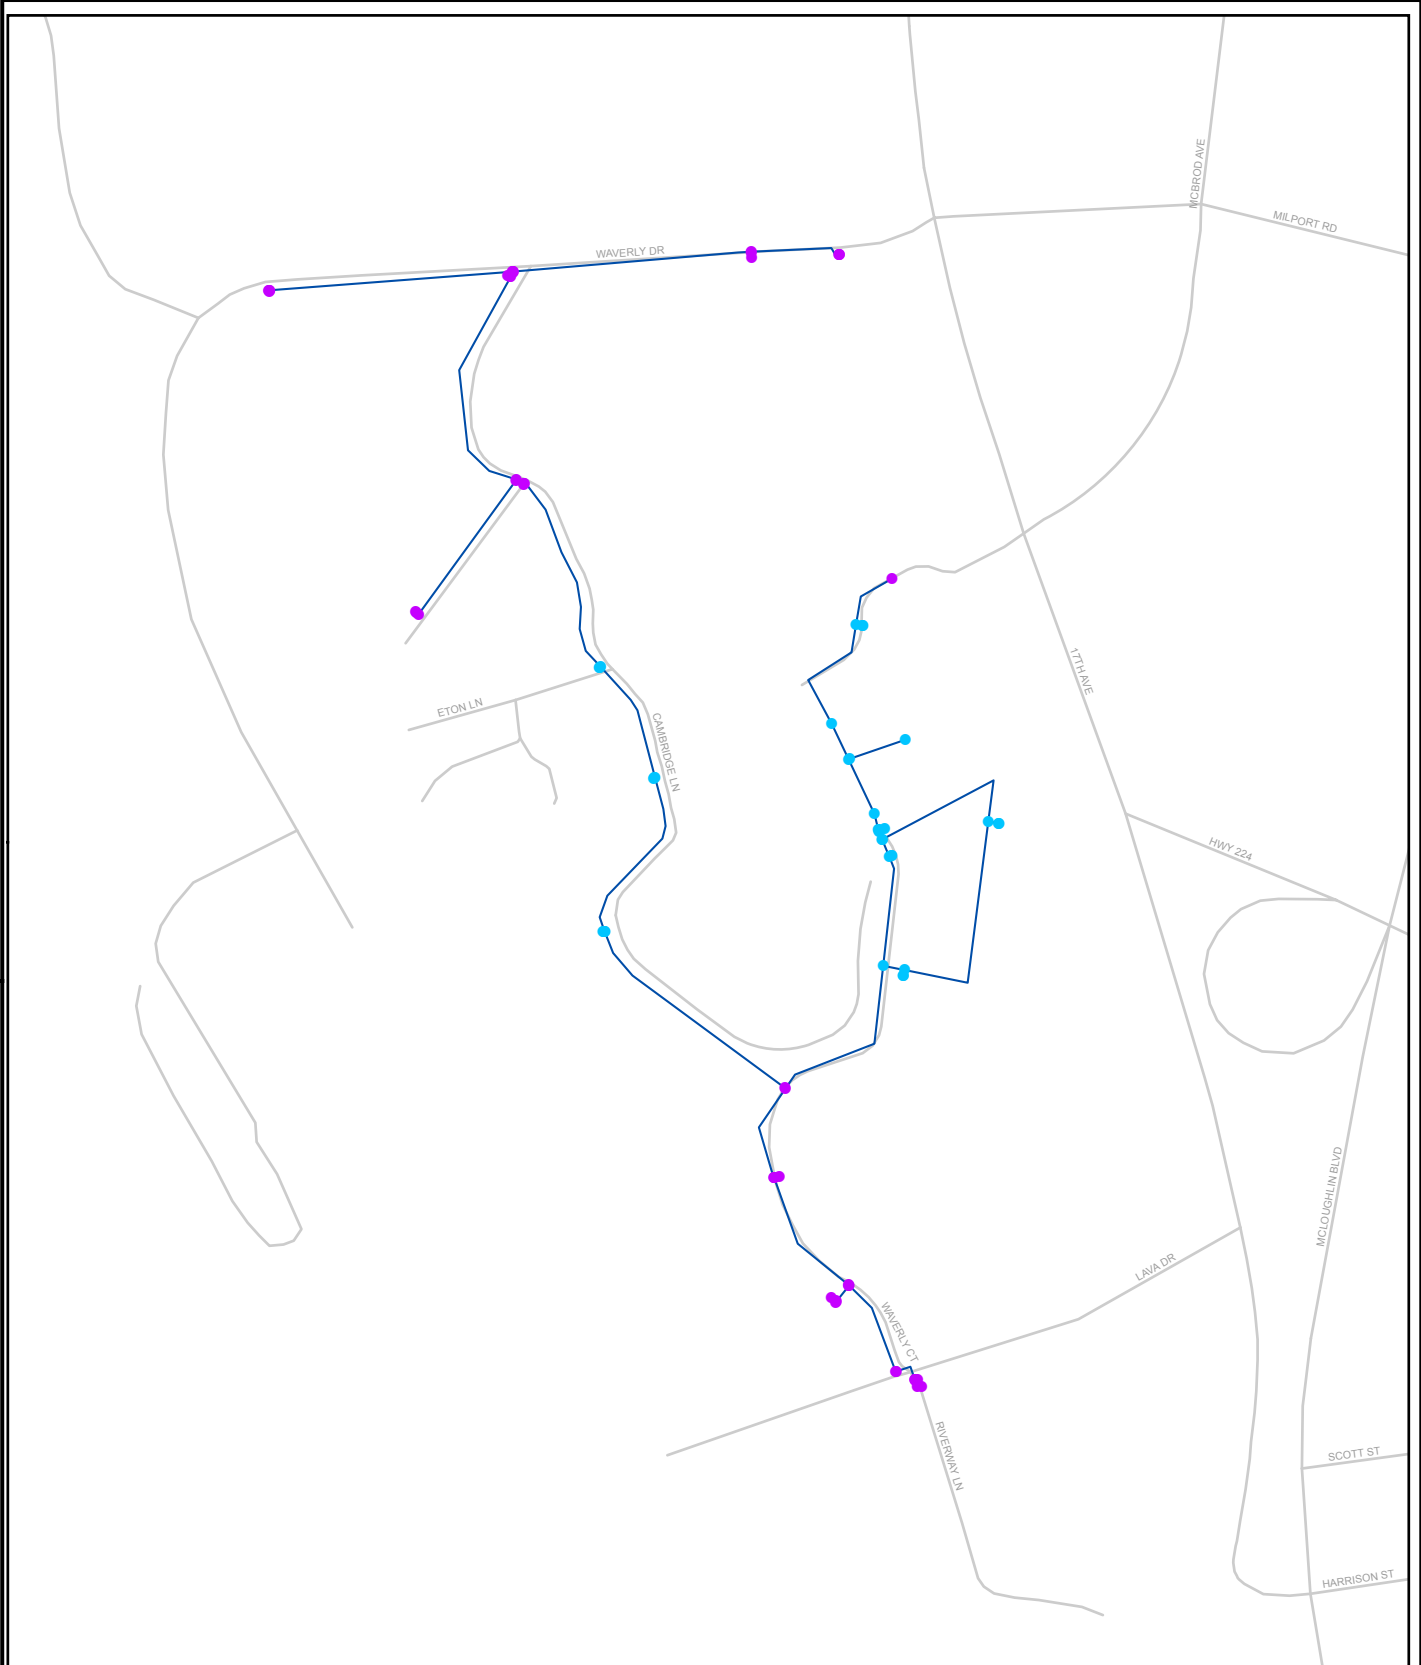 MCBROD AVE
MILPORT RD
WAVERLY DR
17TH AVE
ETON LN
CAMBRIDGE LN
HWY 224
MCLOUGHLIN BLVD
LAVA DR
WAVERLY CT
RIVERWAY LN
SCOTT ST
HARRISON ST